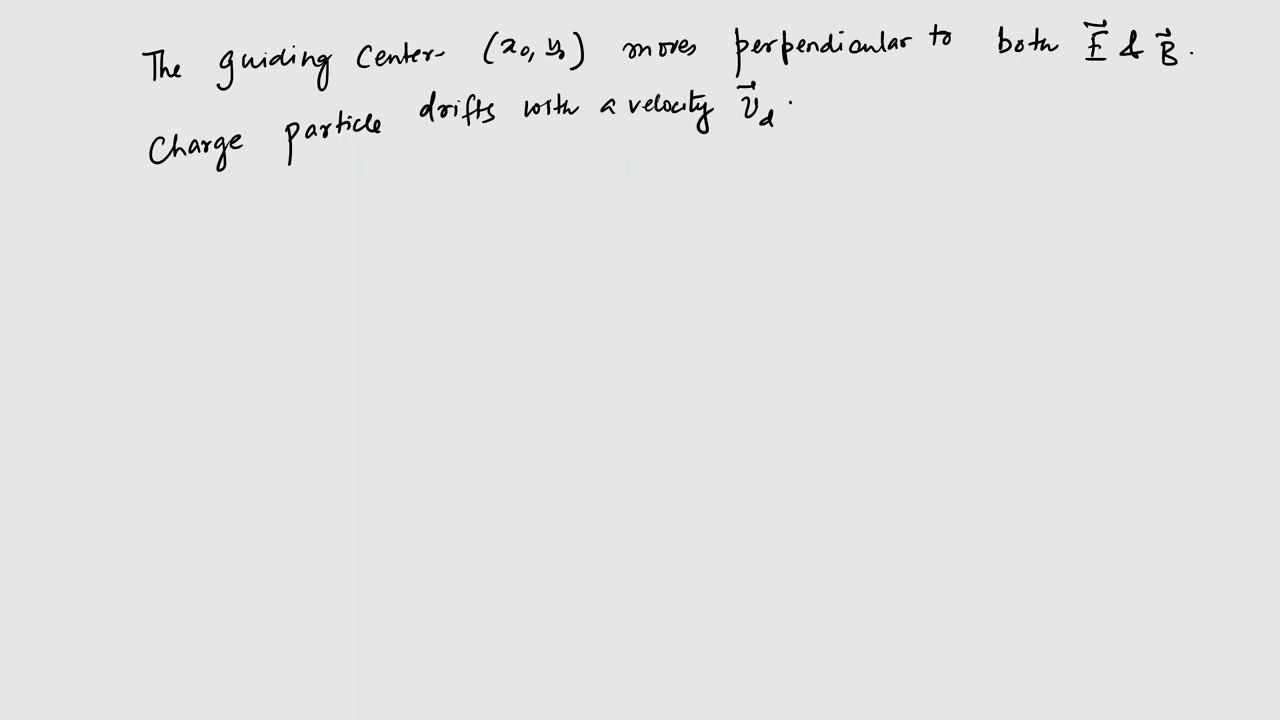 The guiding center (x₀, y₀) moves perpendicular to both E⃗ & B⃗.
Charge particle drifts with a velocity v⃗_d.